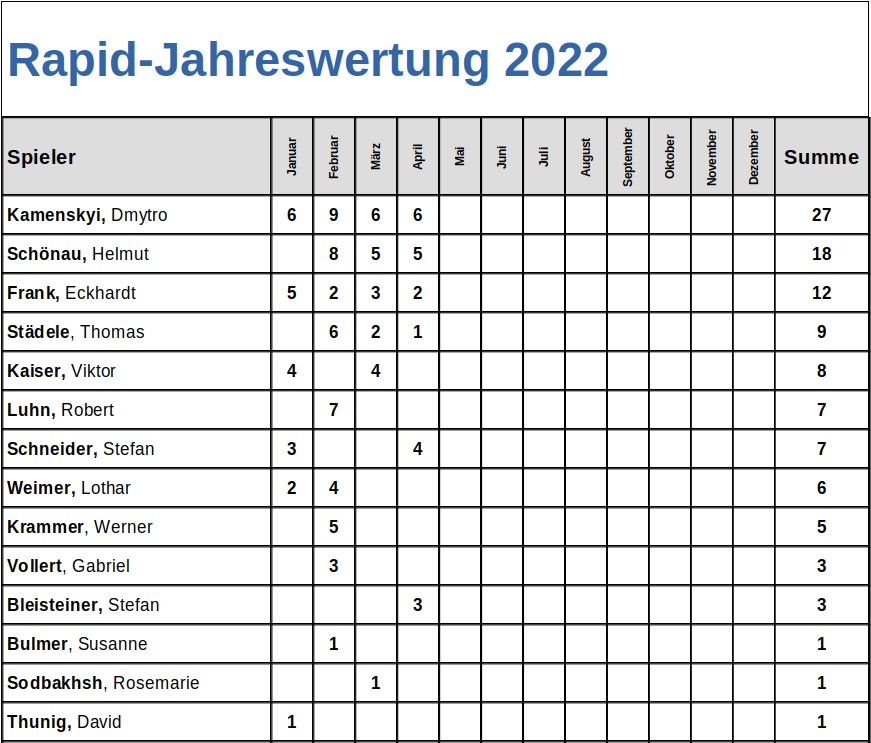 Rapid-Jahreswertung 2022
Spieler Januar Februar März April Mai Juni Juli August September Oktober November Dezember Summe
Kamenskyi, Dmytro 6 9 6 6 27
Schönau, Helmut 8 5 5 18
Frank, Eckhardt 5 2 3 2 12
Städele, Thomas 6 2 1 9
Kaiser, Viktor 4 4 8
Luhn, Robert 7 7
Schneider, Stefan 3 4 7
Weimer, Lothar 2 4 6
Krammer, Werner 5 5
Vollert, Gabriel 3 3
Bleisteiner, Stefan 3 3
Bulmer, Susanne 1 1
Sodbakhsh, Rosemarie 1 1
Thunig, David 1 1